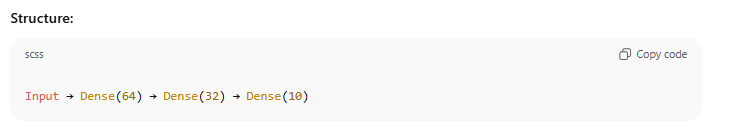 Structure:
scss
Copy code
Input → Dense(64) → Dense(32) → Dense(10)